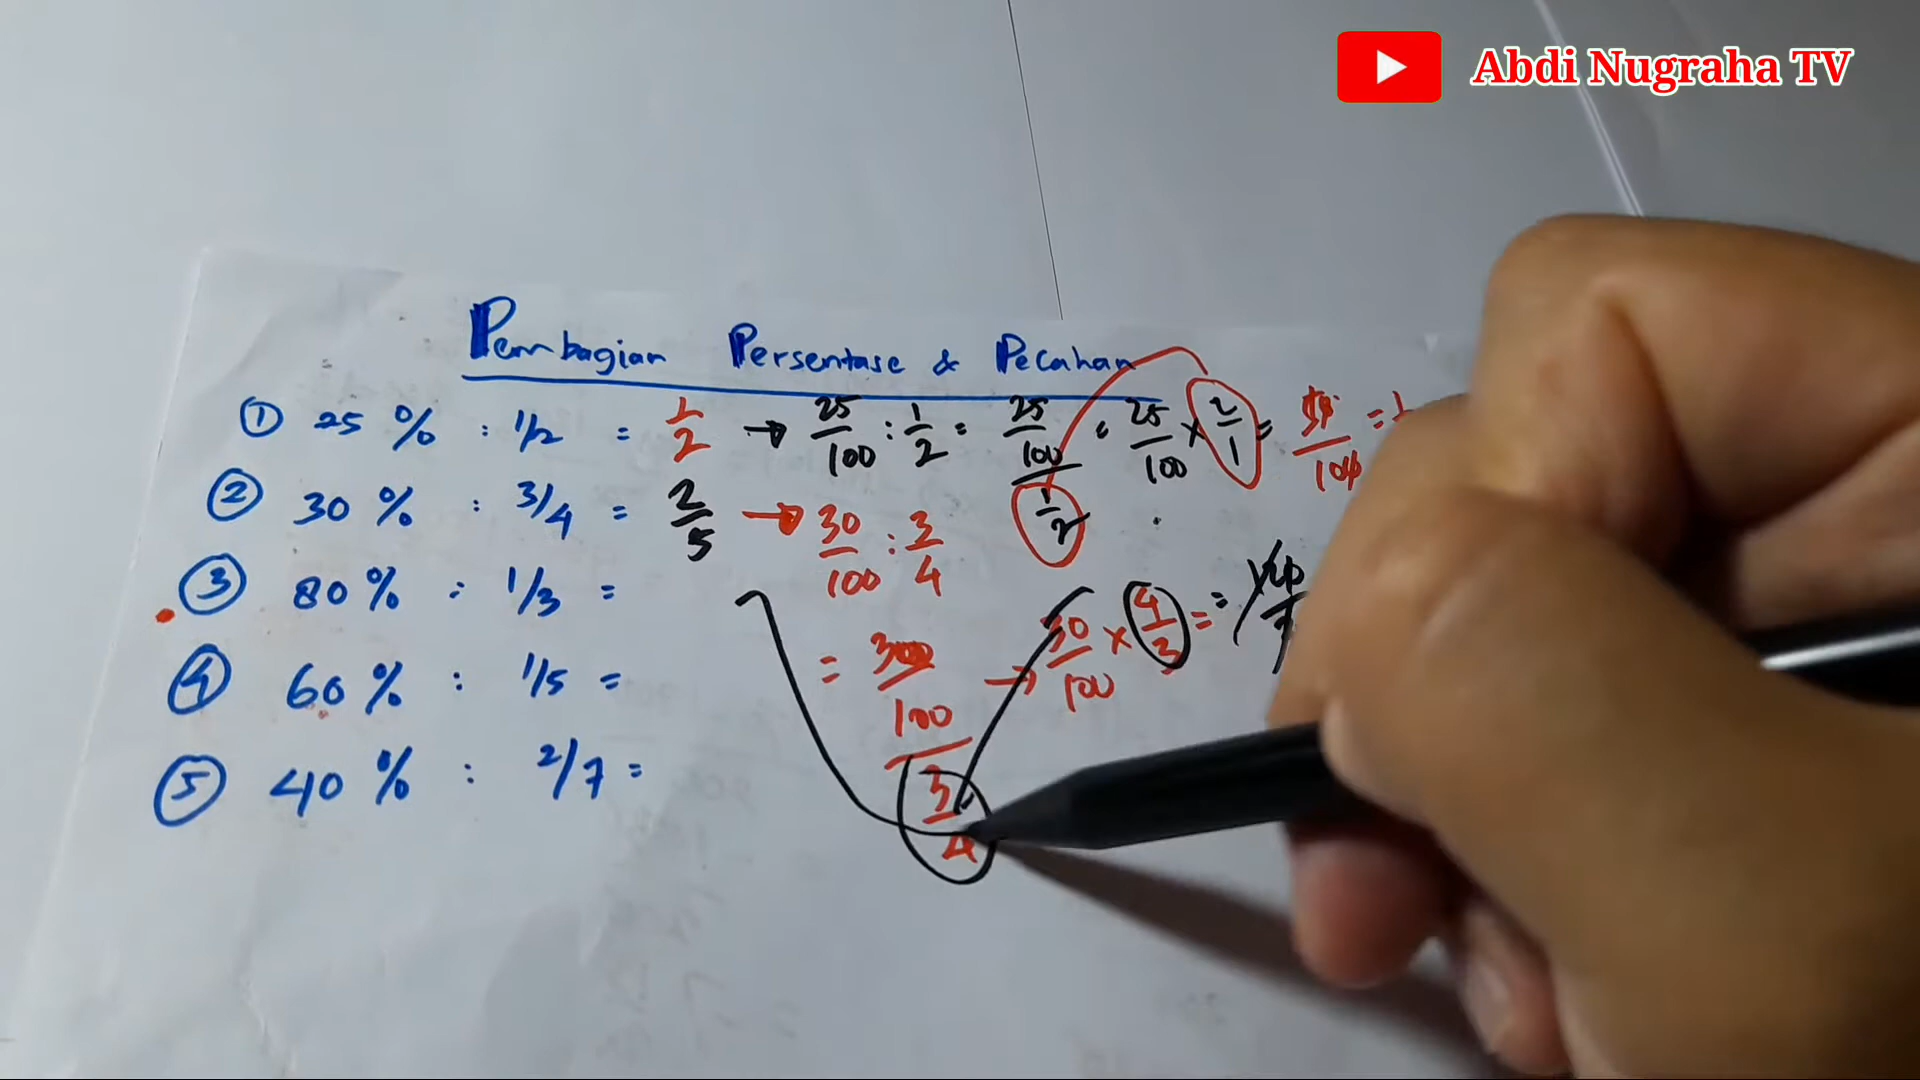 Abdi Nugraha TV
Pembagian Persentase & Pecahan
① 25 % : 1/2 = 1/2 → 25/100 : 1/2 = 25/100 / 1/2 = 25/100 × 2/1 = 50/100 =
② 30 % : 3/4 = 2/5 → 30/100 : 3/4
= 30/100 / 3/4 → 30/100 × 4/3 =
③ 80 % : 1/3 =
④ 60 % : 1/5 =
⑤ 40 % : 2/7 =